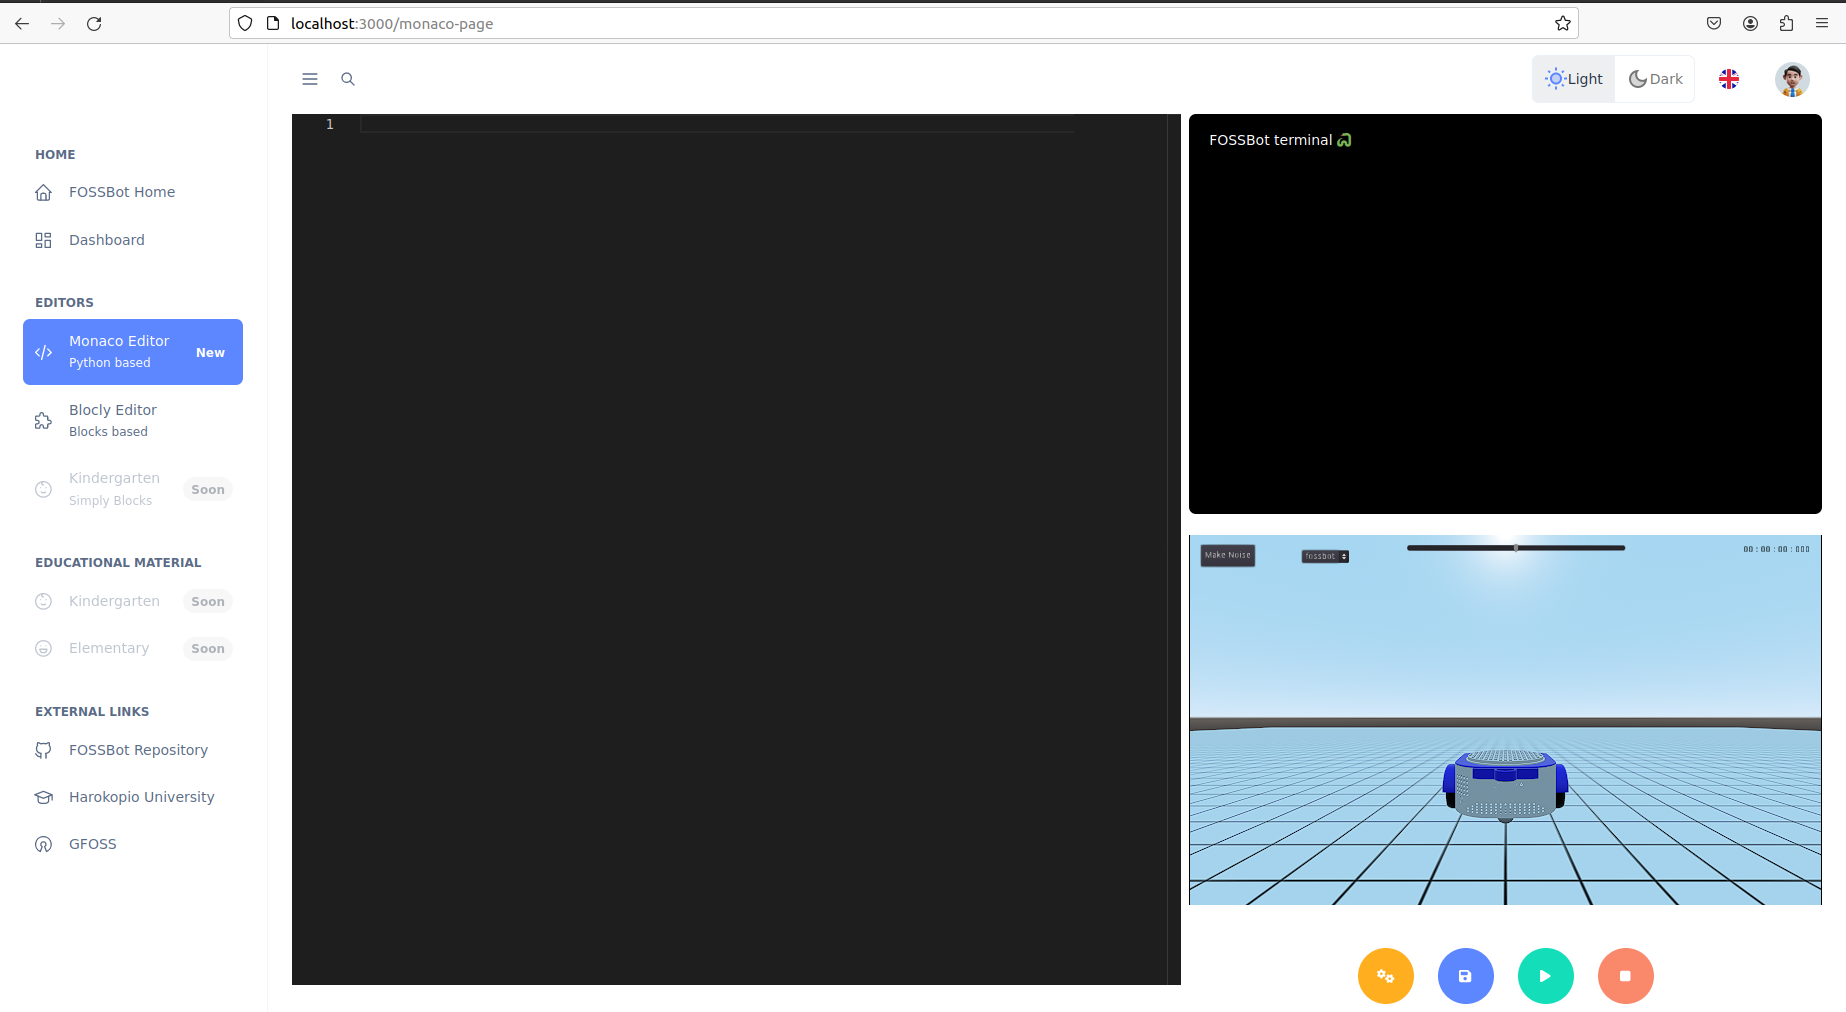 localhost:3000/monaco-page
Light
Dark
HOME
FOSSBot Home
Dashboard
EDITORS
Monaco Editor
Python based
New
Blocly Editor
Blocks based
Kindergarten
Simply Blocks
Soon
EDUCATIONAL MATERIAL
Kindergarten
Soon
Elementary
Soon
EXTERNAL LINKS
FOSSBot Repository
Harokopio University
GFOSS
1
FOSSBot terminal
Make Noise
fossbot
00:00:00:000